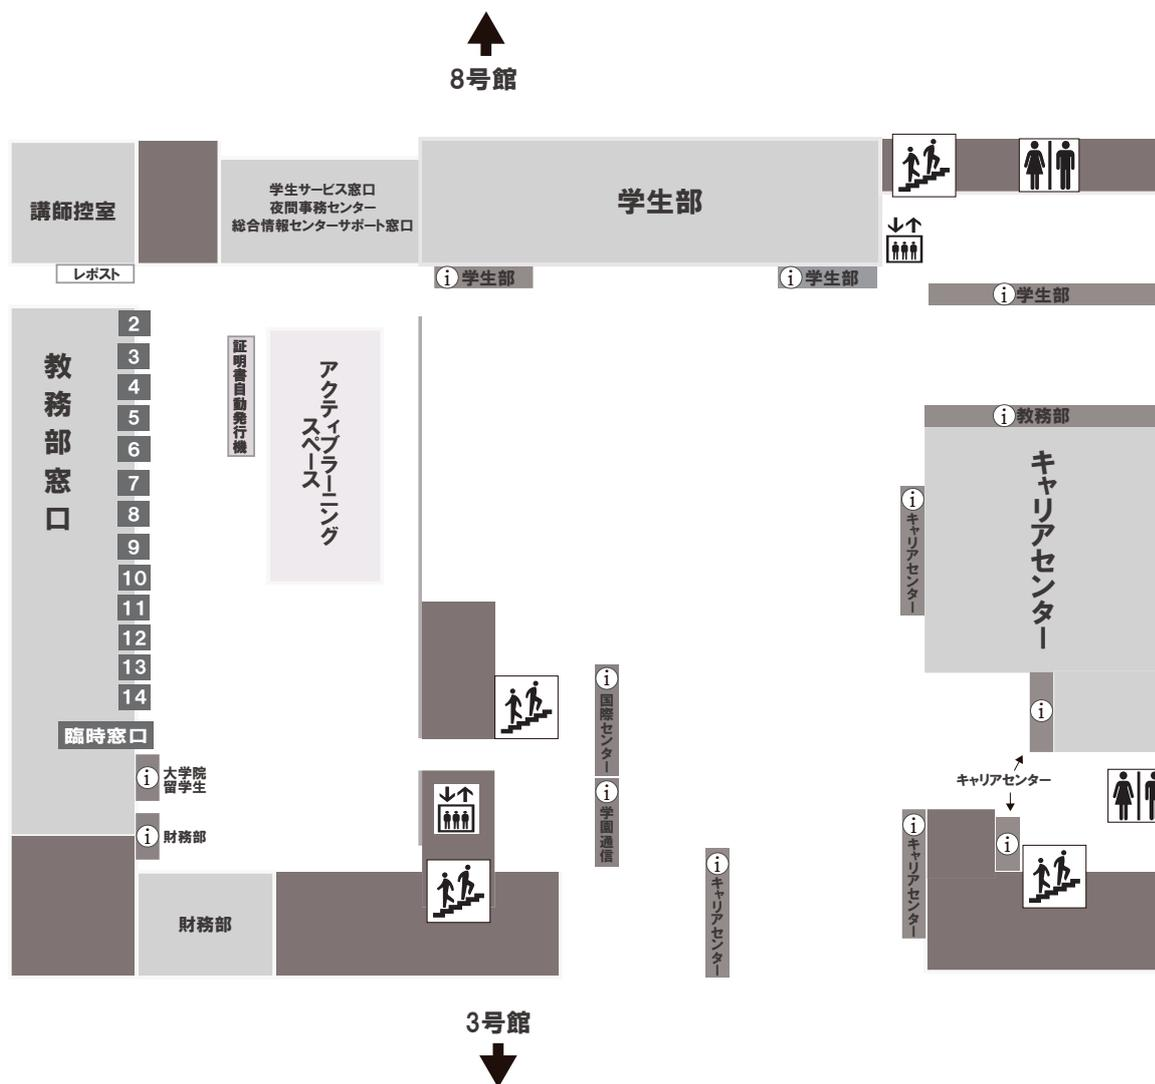 8号館
講師控室
学生サービス窓口
夜間事務センター
総合情報センターサポート窓口
学生部
レポスト
i 学生部
i 学生部
i 学生部
教務部窓口
2
3
4
5
6
7
8
9
10
11
12
13
14
臨時窓口
証明書自動発行機
アクティブラーニング
スペース
i 教務部
キャリアセンター
i キャリアセンター
i 国際センター
i 学園通信
i
キャリアセンター
i
i キャリアセンター
i キャリアセンター
i 大学院
留学生
i 財務部
財務部
3号館